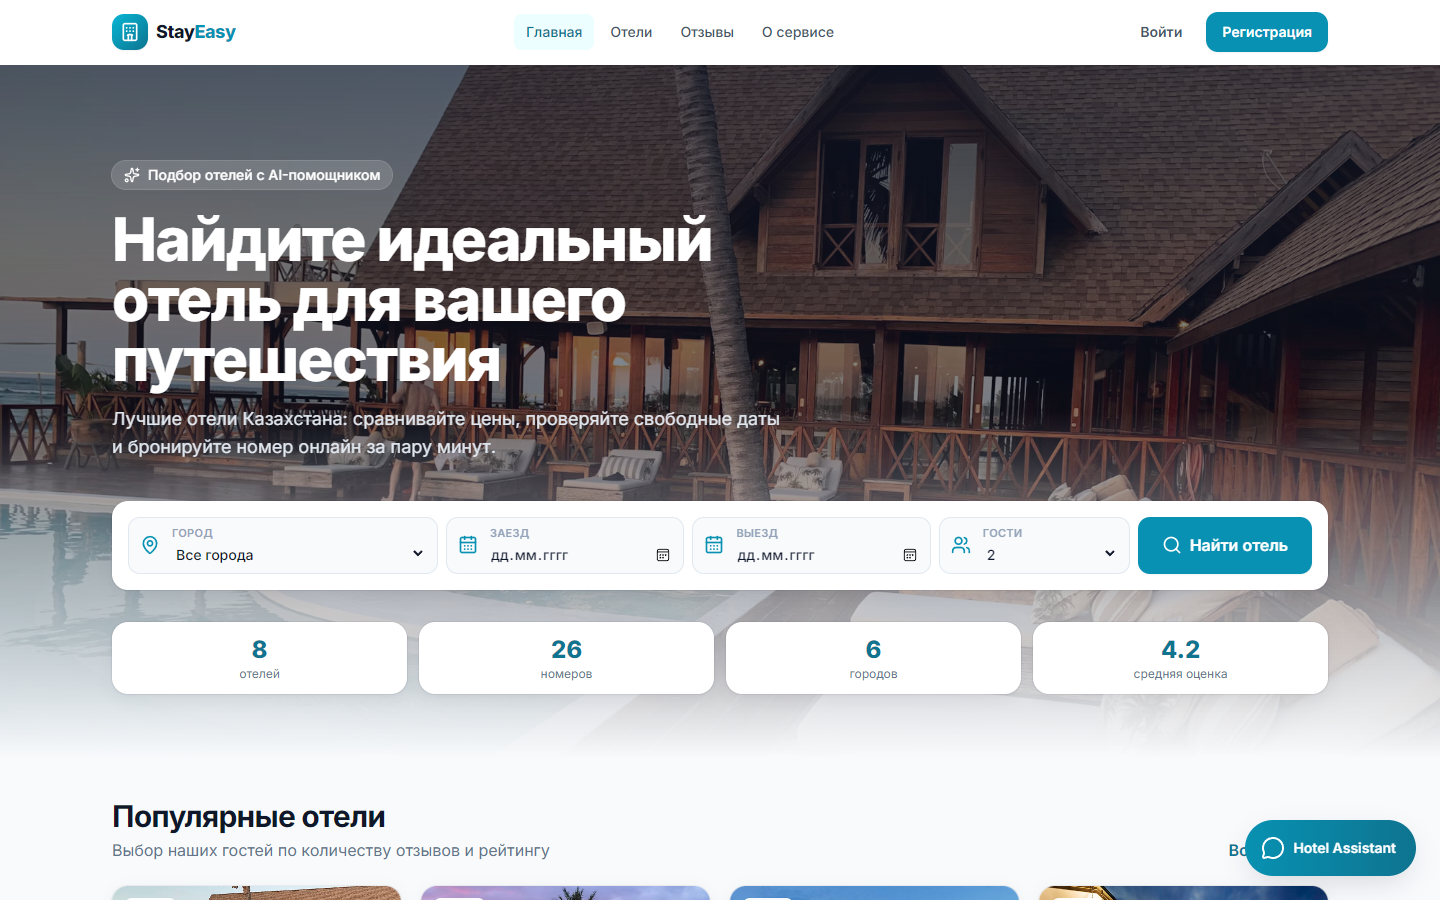 StayEasy
Главная
Отели
Отзывы
О сервисе
Войти
Регистрация
Подбор отелей с AI-помощником
Найдите идеальный
отель для вашего
путешествия
Лучшие отели Казахстана: сравнивайте цены, проверяйте свободные даты
и бронируйте номер онлайн за пару минут.
ГОРОД
Все города
ЗАЕЗД
дд.мм.гггг
ВЫЕЗД
дд.мм.гггг
ГОСТИ
2
Найти отель
8
отелей
26
номеров
6
городов
4.2
средняя оценка
Популярные отели
Выбор наших гостей по количеству отзывов и рейтингу
Hotel Assistant